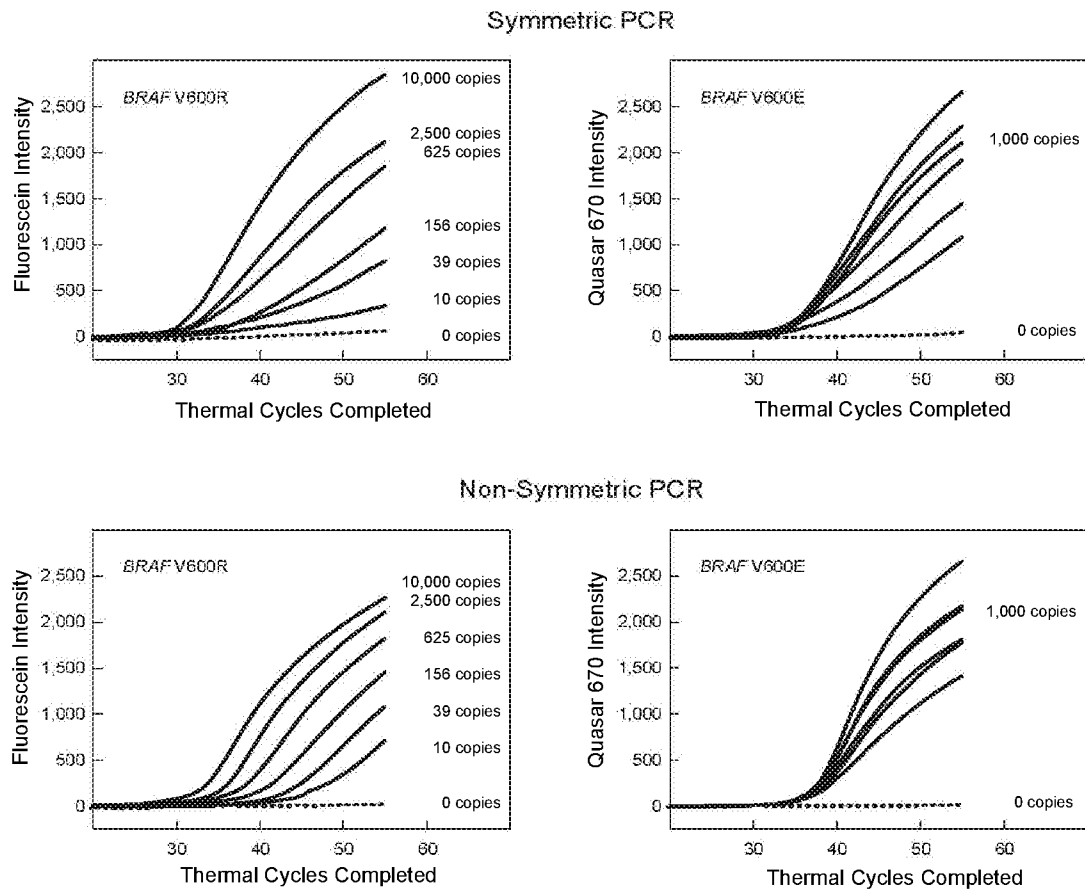 Symmetric PCR
BRAF V600R
Fluorescein Intensity
2,500
2,000
1,500
1,000
500
0
30 40 50 60
Thermal Cycles Completed
10,000 copies
2,500 copies
625 copies
156 copies
39 copies
10 copies
0 copies
BRAF V600E
Quasar 670 Intensity
2,500
2,000
1,500
1,000
500
0
30 40 50 60
Thermal Cycles Completed
1,000 copies
0 copies
Non-Symmetric PCR
BRAF V600R
Fluorescein Intensity
2,500
2,000
1,500
1,000
500
0
30 40 50 60
Thermal Cycles Completed
10,000 copies
2,500 copies
625 copies
156 copies
39 copies
10 copies
0 copies
BRAF V600E
Quasar 670 Intensity
2,500
2,000
1,500
1,000
500
0
30 40 50 60
Thermal Cycles Completed
1,000 copies
0 copies